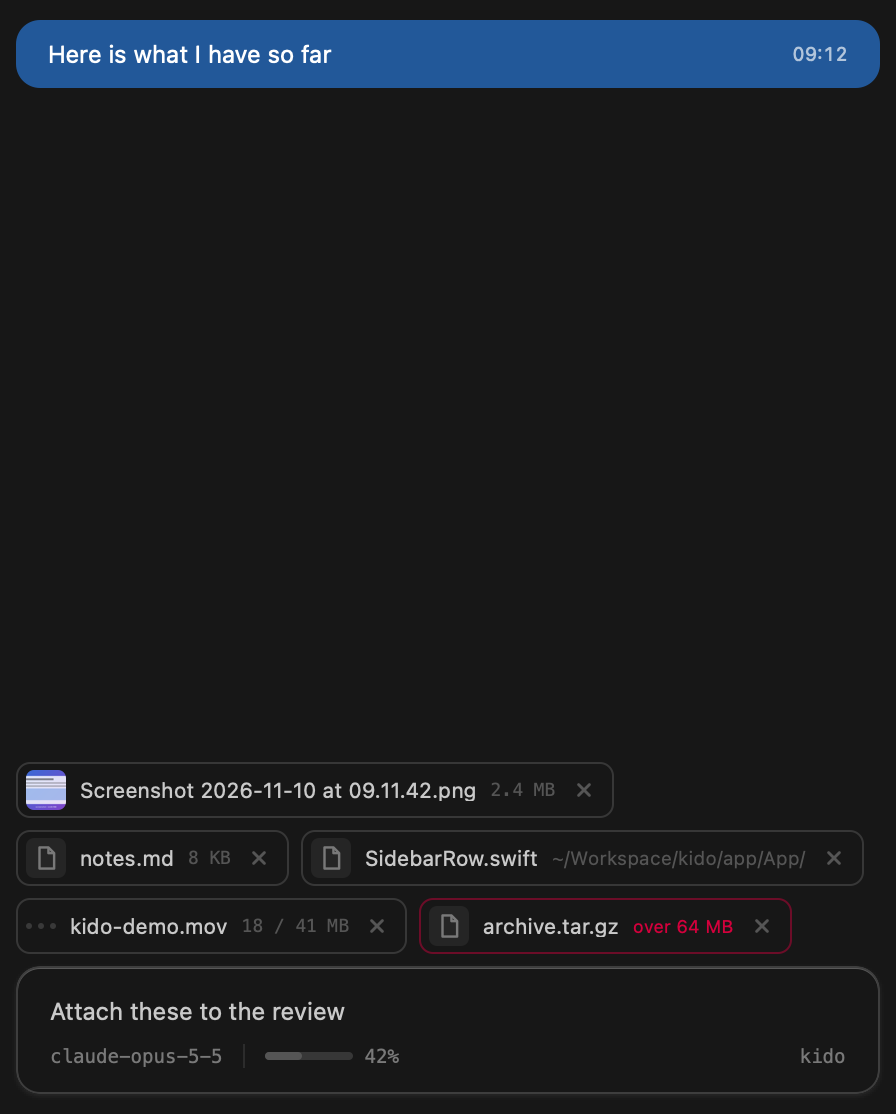 Here is what I have so far 09:12
Screenshot 2026-11-10 at 09.11.42.png 2.4 MB
notes.md 8 KB SidebarRow.swift ~/Workspace/kido/app/App/
kido-demo.mov 18 / 41 MB archive.tar.gz over 64 MB
Attach these to the review
claude-opus-5-5 42% kido